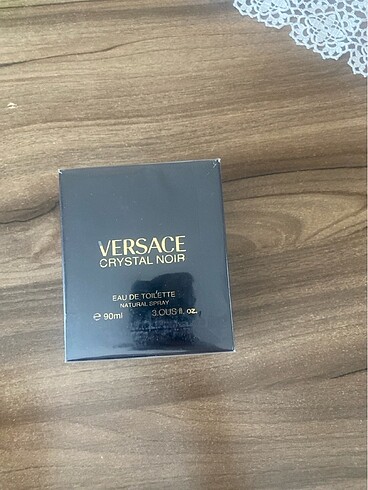 VERSACE
CRYSTAL NOIR
EAU DE TOILETTE
NATURAL SPRAY
e 90ml 3.0US fl. oz.